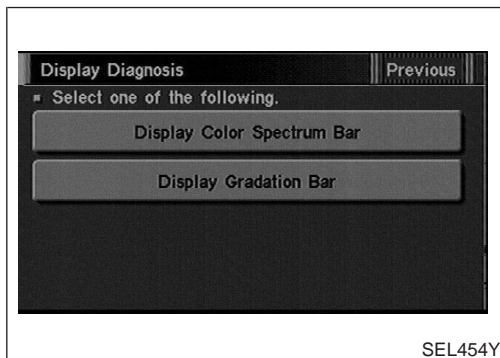 Display Diagnosis
Previous
Select one of the following.
Display Color Spectrum Bar
Display Gradation Bar
SEL454Y